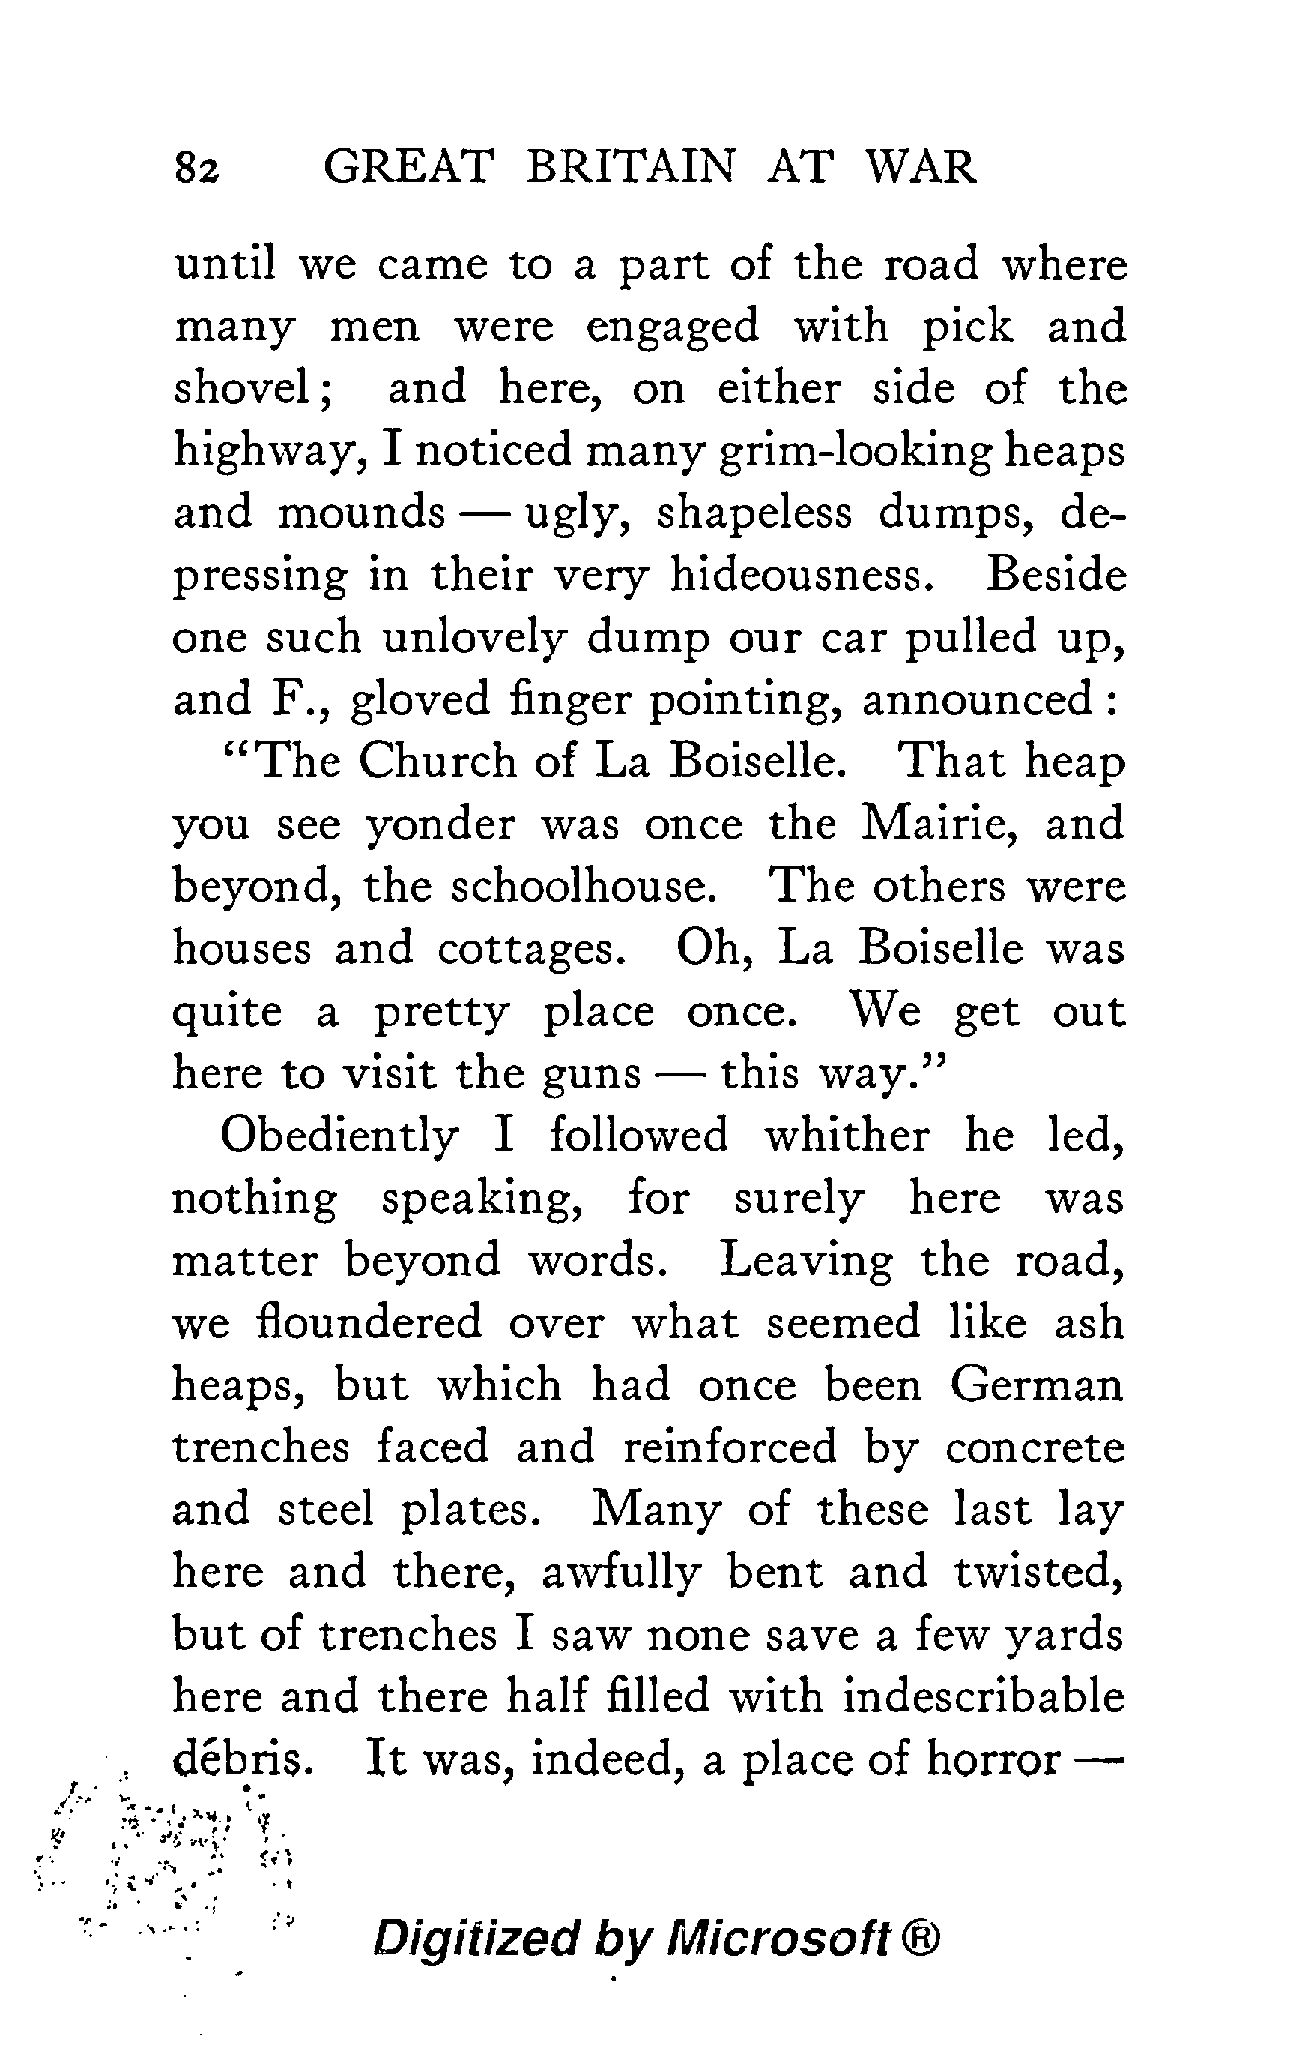 82 GREAT BRITAIN AT WAR
until we came to a part of the road where
many men were engaged with pick and
shovel; and here, on either side of the
highway, I noticed many grim-looking heaps
and mounds — ugly, shapeless dumps, de-
pressing in their very hideousness. Beside
one such unlovely dump our car pulled up,
and F., gloved finger pointing, announced:
"The Church of La Boiselle. That heap
you see yonder was once the Mairie, and
beyond, the schoolhouse. The others were
houses and cottages. Oh, La Boiselle was
quite a pretty place once. We get out
here to visit the guns — this way."
Obediently I followed whither he led,
nothing speaking, for surely here was
matter beyond words. Leaving the road,
we floundered over what seemed like ash
heaps, but which had once been German
trenches faced and reinforced by concrete
and steel plates. Many of these last lay
here and there, awfully bent and twisted,
but of trenches I saw none save a few yards
here and there half filled with indescribable
débris. It was, indeed, a place of horror —
Digitized by Microsoft ®